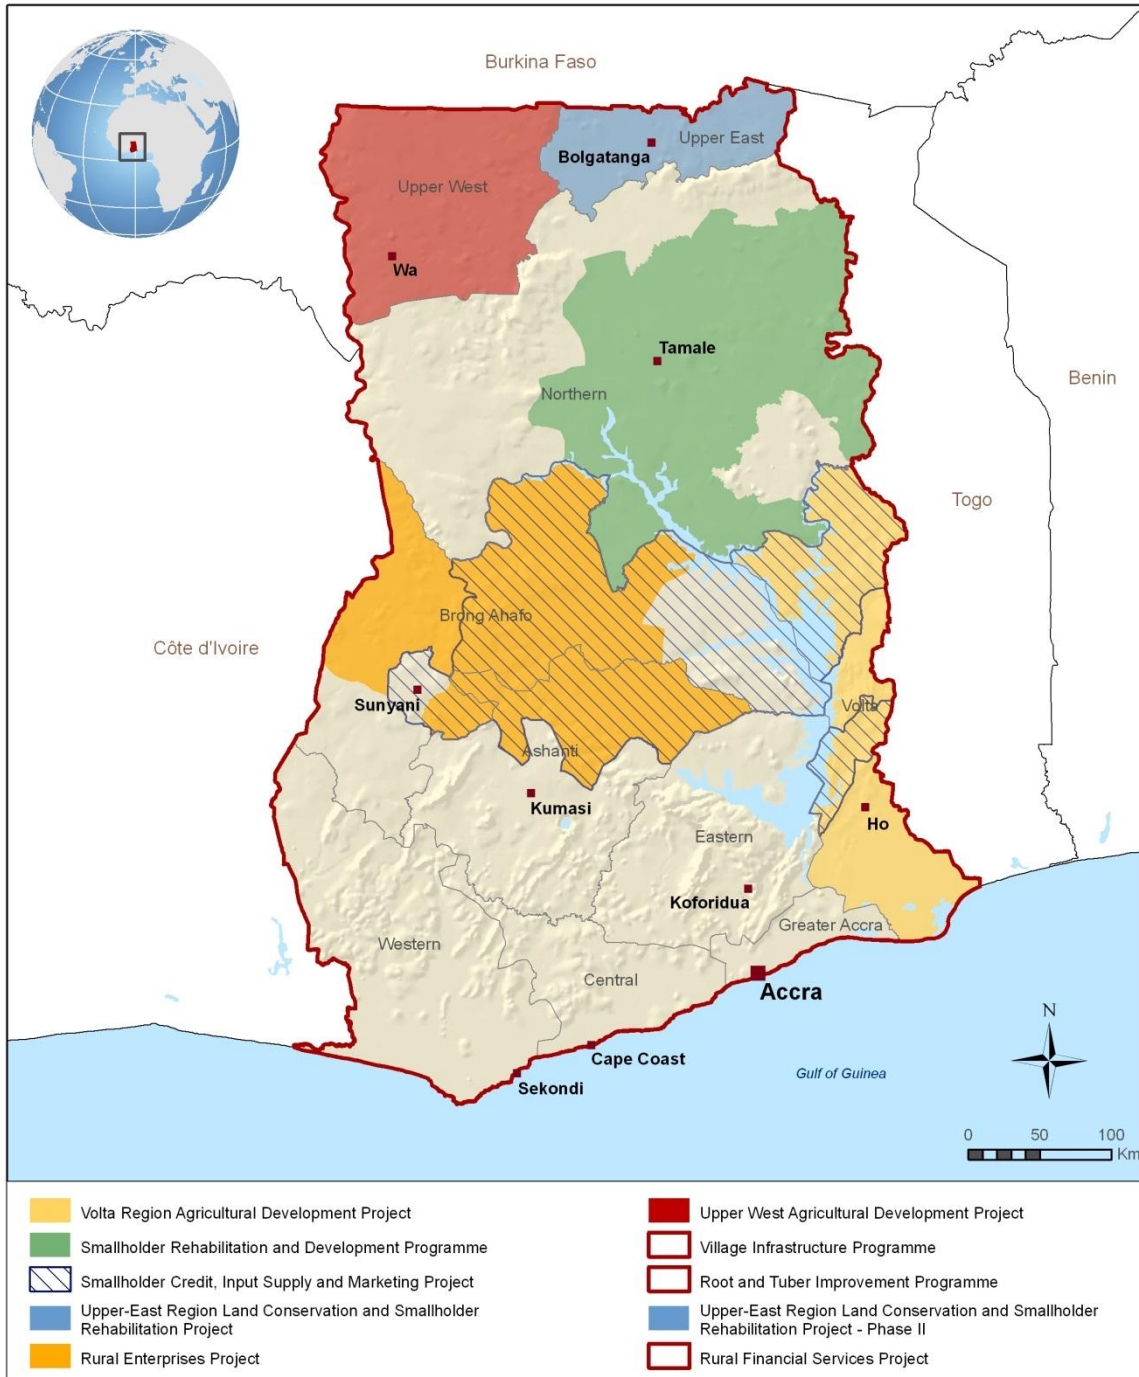 Burkina Faso
Upper East
Bolgatanga
Upper West
Wa
Tamale
Benin
Northern
Togo
Brong Ahafo
Côte d'Ivoire
Sunyani
Volta
Ashanti
Kumasi
Ho
Eastern
Koforidua
Greater Accra
Western
Central
Accra
N
Cape Coast
Gulf of Guinea
Sekondi
0 50 100
Km
Volta Region Agricultural Development Project
Smallholder Rehabilitation and Development Programme
Smallholder Credit, Input Supply and Marketing Project
Upper-East Region Land Conservation and Smallholder
Rehabilitation Project
Rural Enterprises Project
Upper West Agricultural Development Project
Village Infrastructure Programme
Root and Tuber Improvement Programme
Upper-East Region Land Conservation and Smallholder
Rehabilitation Project - Phase II
Rural Financial Services Project